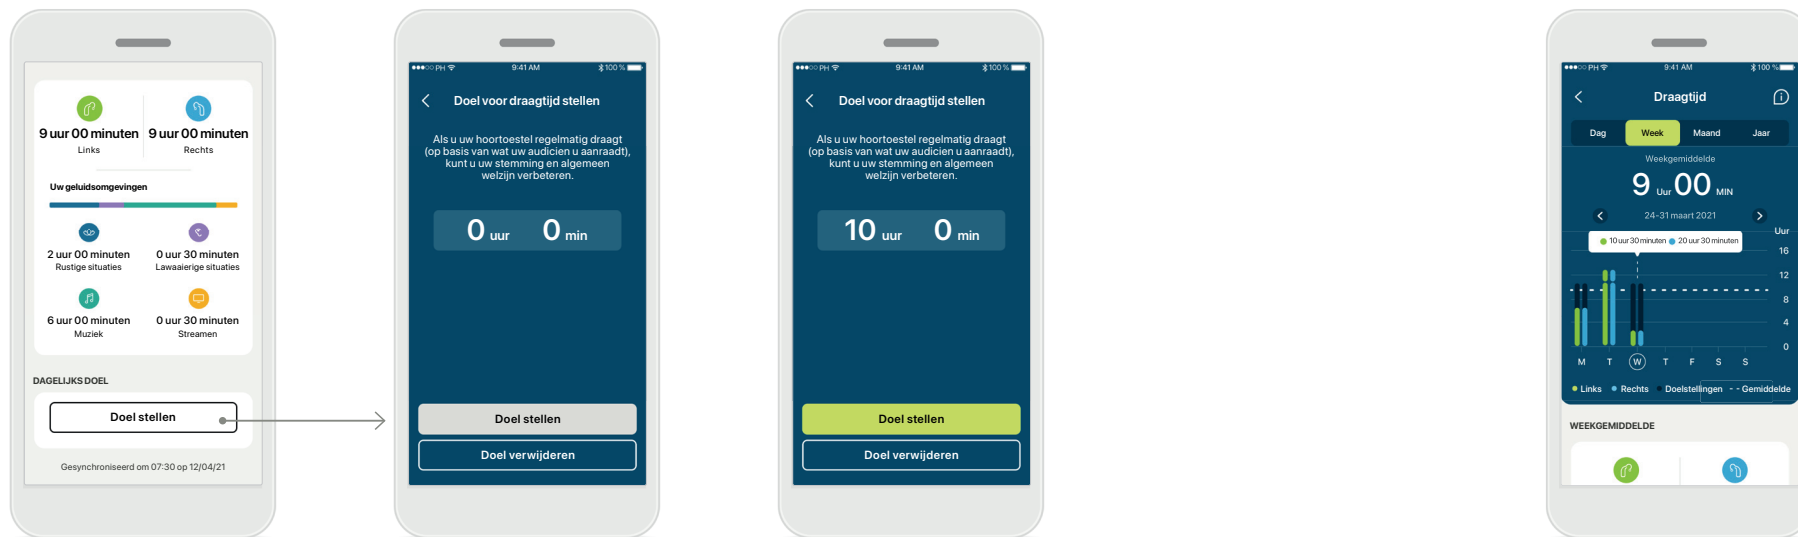 9 uur 00 minuten
Links
9 uur 00 minuten
Rechts
Uw geluidsomgevingen
2 uur 00 minuten
Rustige situaties
0 uur 30 minuten
Lawaaierige situaties
6 uur 00 minuten
Muziek
0 uur 30 minuten
Streamen
DAGELIJKS DOEL
Doel stellen
Gesynchroniseerd om 07:30 op 12/04/21
PH 9:41 AM 100 %
Doel voor draagtijd stellen
Als u uw hoortoestel regelmatig draagt
(op basis van wat uw audicien u aanraadt),
kunt u uw stemming en algemeen
welzijn verbeteren.
0 uur 0 min
Doel stellen
Doel verwijderen
PH 9:41 AM 100 %
Doel voor draagtijd stellen
Als u uw hoortoestel regelmatig draagt
(op basis van wat uw audicien u aanraadt),
kunt u uw stemming en algemeen
welzijn verbeteren.
10 uur 0 min
Doel stellen
Doel verwijderen
PH 9:41 AM 100 %
Draagtijd
Dag Week Maand Jaar
Weekgemiddelde
9 Uur 00 MIN
24-31 maart 2021
Uur
10 uur 30 minuten 20 uur 30 minuten
16
12
8
4
0
M T W T F S S
Links Rechts Doelstellingen - - Gemiddelde
WEEKGEMIDDELDE